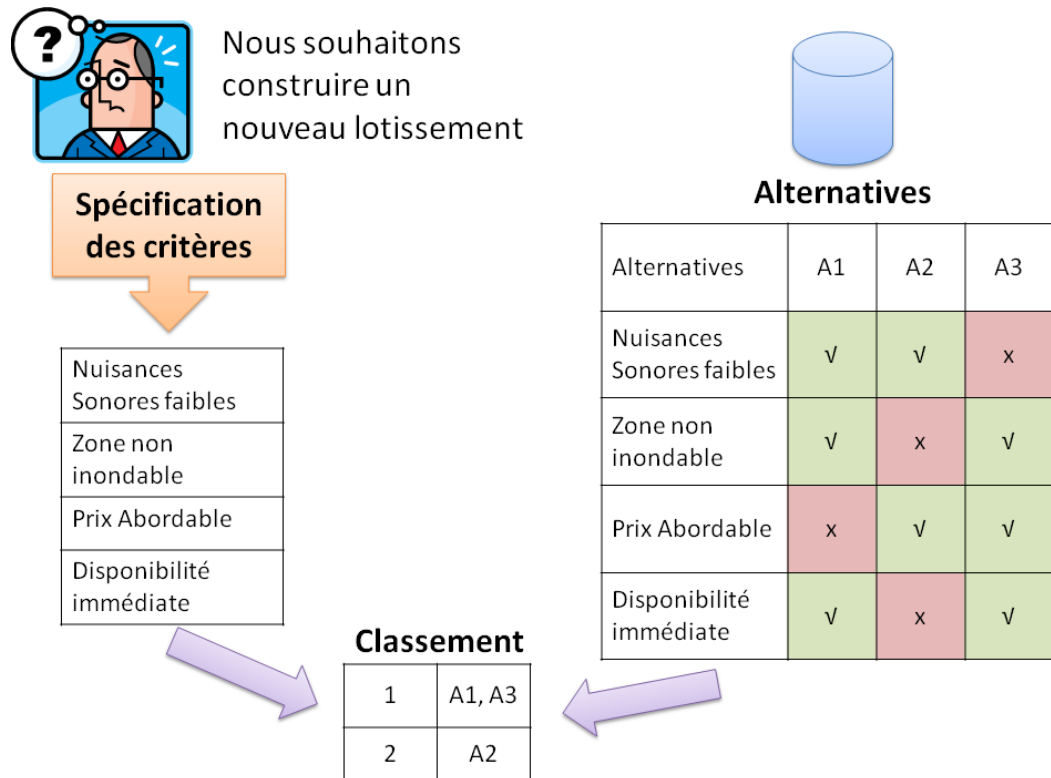 ?
Nous souhaitons
construire un
nouveau lotissement
Spécification
des critères
Nuisances
Sonores faibles
Zone non
inondable
Prix Abordable
Disponibilité
immédiate
Alternatives
Alternatives A1 A2 A3
Nuisances
Sonores faibles √ √ x
Zone non
inondable √ x √
Prix Abordable x √ √
Disponibilité
immédiate √ x √
Classement
1 A1, A3
2 A2